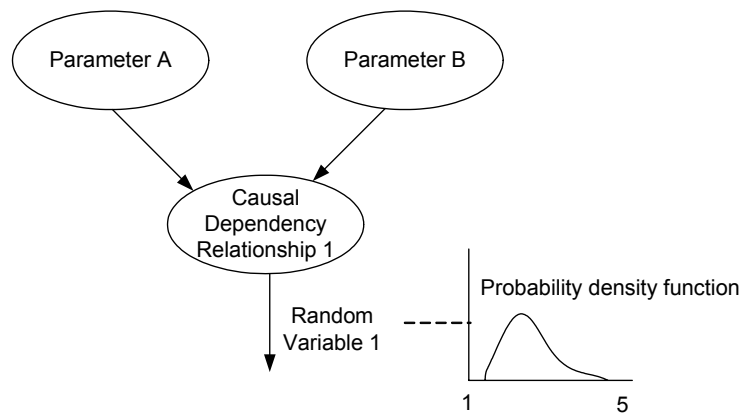 Parameter A
Parameter B
Causal
Dependency
Relationship 1
Random
Variable 1
Probability density function
1
5